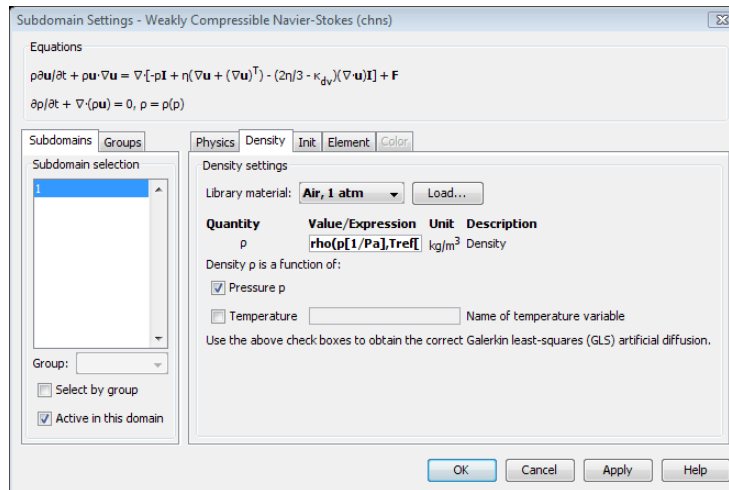 Subdomain Settings - Weakly Compressible Navier-Stokes (chns)
Equations
ρ∂u/∂t + ρu·∇u = ∇·[-pI + η(∇u + (∇u)ᵀ) - (2η/3 - κdv)(∇·u)I] + F
∂ρ/∂t + ∇·(ρu) = 0, ρ = ρ(p)
Subdomains Groups
Subdomain selection
1
Group:
Select by group
Active in this domain
Physics Density Init Element Color
Density settings
Library material: Air, 1 atm Load...
Quantity Value/Expression Unit Description
ρ rho(p[1/Pa],Tref[ kg/m³ Density
Density ρ is a function of:
Pressure p
Temperature Name of temperature variable
Use the above check boxes to obtain the correct Galerkin least-squares (GLS) artificial diffusion.
OK Cancel Apply Help